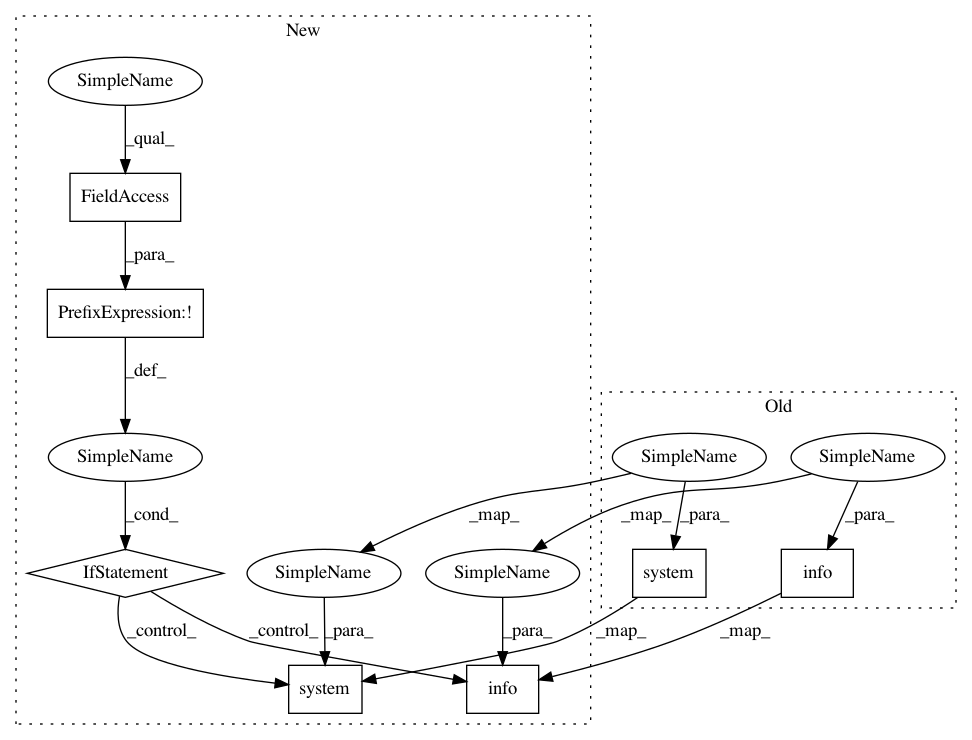 New
SimpleName
_qual_
FieldAccess
_para_
PrefixExpression:!
_def_
Old
SimpleName
SimpleName
SimpleName
_cond_
_map_
_map_
_para_
_para_
IfStatement
SimpleName
SimpleName
system
info
_control_
_control_
_para_
_para_
_map_
_map_
system
info